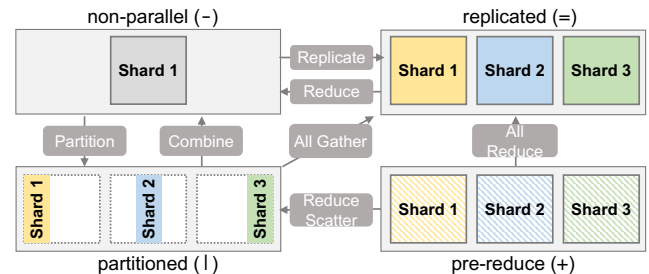 non-parallel (−)
replicated (=)
Shard 1
Replicate
Reduce
Shard 1
Shard 2
Shard 3
Partition
Combine
All Gather
All
Reduce
Shard 1
Shard 2
Shard 3
Reduce
Scatter
Shard 1
Shard 2
Shard 3
partitioned (|)
pre-reduce (+)